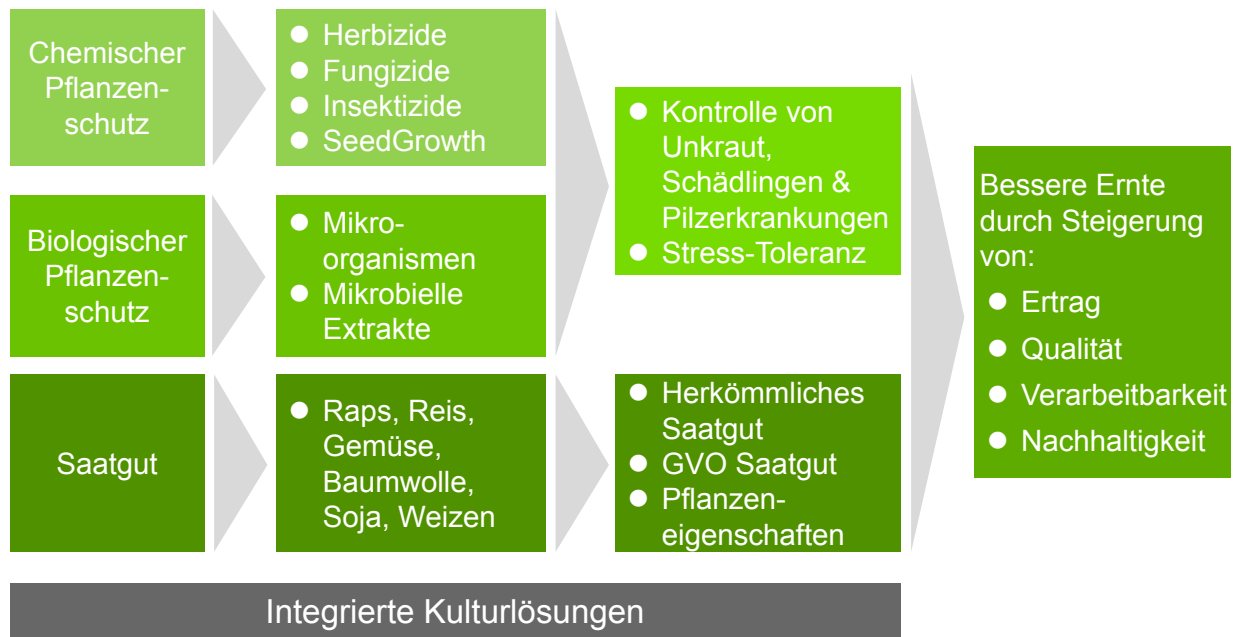 Chemischer
Pflanzen-
schutz
● Herbizide
● Fungizide
● Insektizide
● SeedGrowth
Biologischer
Pflanzen-
schutz
● Mikro-
organismen
● Mikrobielle
Extrakte
● Kontrolle von
Unkraut,
Schädlingen &
Pilzerkrankungen
● Stress-Toleranz
Saatgut
● Raps, Reis,
Gemüse,
Baumwolle,
Soja, Weizen
● Herkömmliches
Saatgut
● GVO Saatgut
● Pflanzen-
eigenschaften
Bessere Ernte
durch Steigerung
von:
● Ertrag
● Qualität
● Verarbeitbarkeit
● Nachhaltigkeit
Integrierte Kulturlösungen